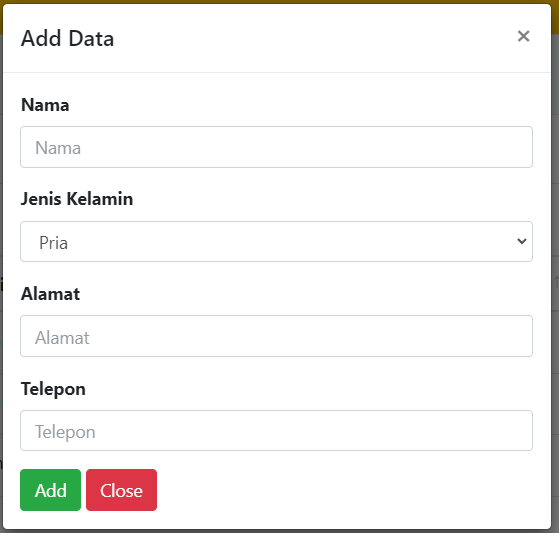 Add Data ×
Nama
Nama
Jenis Kelamin
Pria
Alamat
Alamat
Telepon
Telepon
Add Close